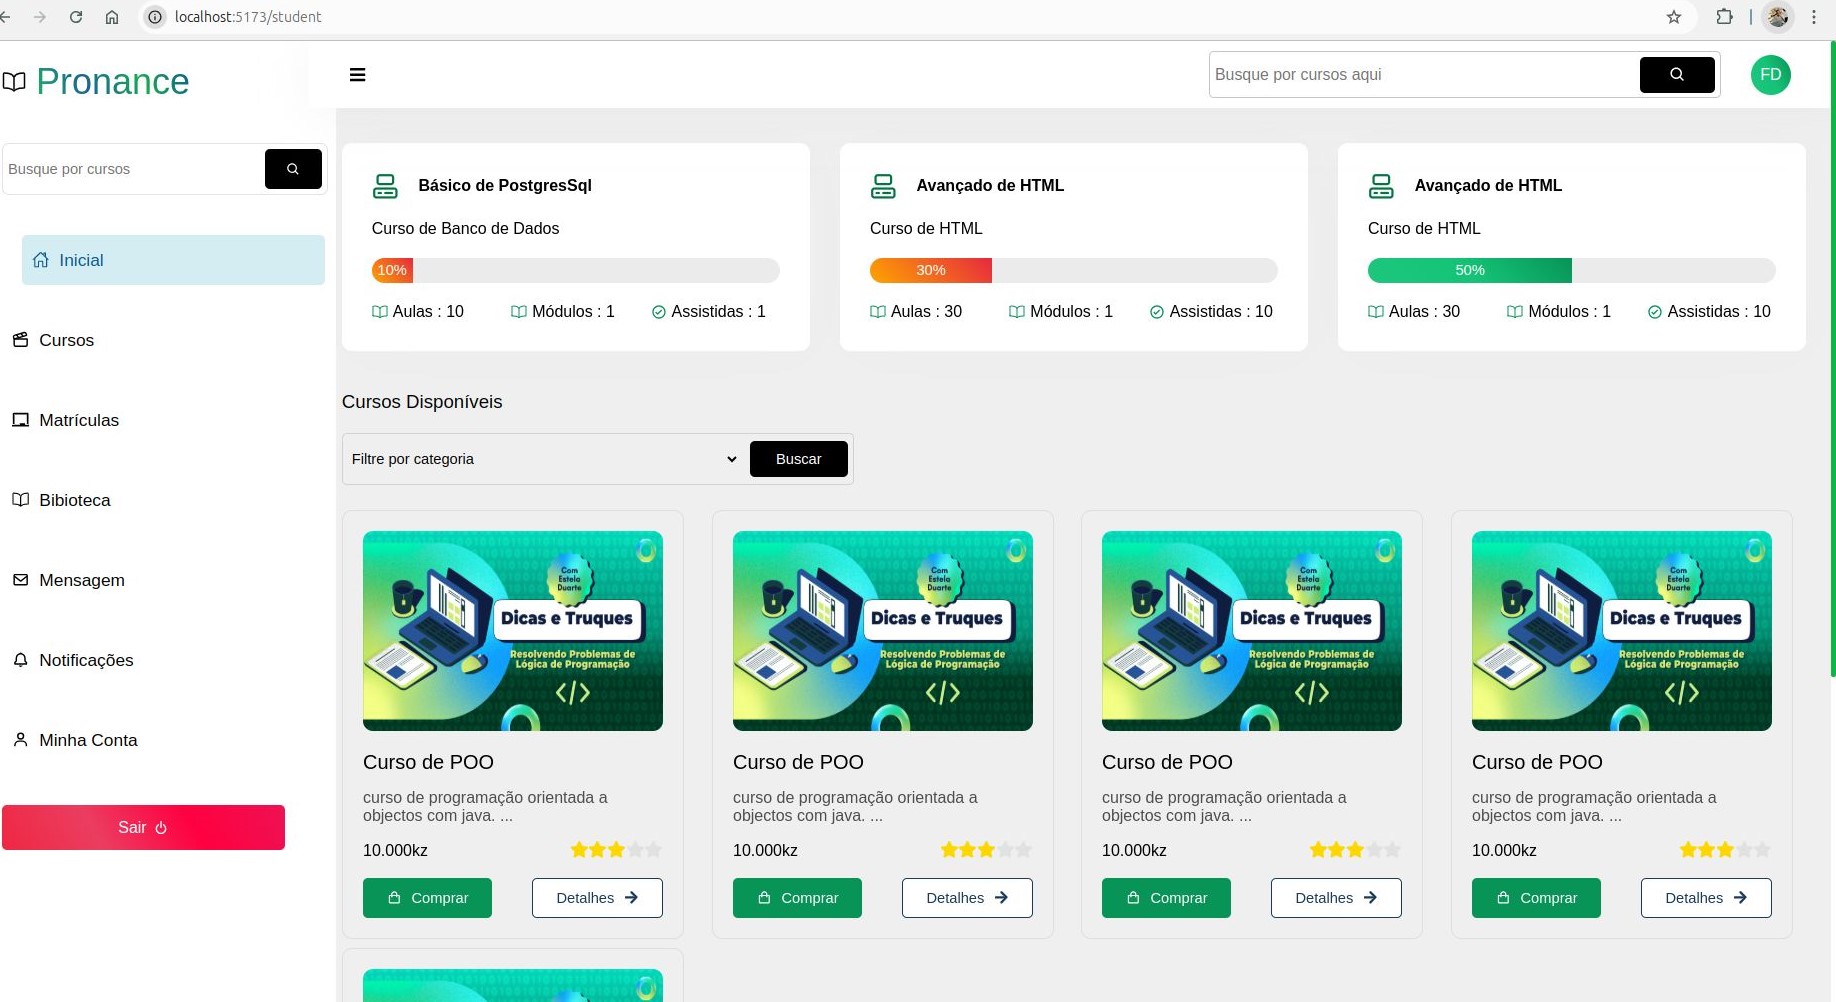 localhost:5173/student
Pronance
Busque por cursos aqui
FD
Busque por cursos
Inicial
Cursos
Matrículas
Bibioteca
Mensagem
Notificações
Minha Conta
Sair
Básico de PostgresSql
Curso de Banco de Dados
10%
Aulas : 10 Módulos : 1 Assistidas : 1
Avançado de HTML
Curso de HTML
30%
Aulas : 30 Módulos : 1 Assistidas : 10
Avançado de HTML
Curso de HTML
50%
Aulas : 30 Módulos : 1 Assistidas : 10
Cursos Disponíveis
Filtre por categoria
Buscar
Com
Estela
Duarte
Dicas e Truques
Resolvendo Problemas de
Lógica de Programação
</>
Curso de POO
curso de programação orientada a
objectos com java. ...
10.000kz
Comprar
Detalhes
Com
Estela
Duarte
Dicas e Truques
Resolvendo Problemas de
Lógica de Programação
</>
Curso de POO
curso de programação orientada a
objectos com java. ...
10.000kz
Comprar
Detalhes
Com
Estela
Duarte
Dicas e Truques
Resolvendo Problemas de
Lógica de Programação
</>
Curso de POO
curso de programação orientada a
objectos com java. ...
10.000kz
Comprar
Detalhes
Com
Estela
Duarte
Dicas e Truques
Resolvendo Problemas de
Lógica de Programação
</>
Curso de POO
curso de programação orientada a
objectos com java. ...
10.000kz
Comprar
Detalhes